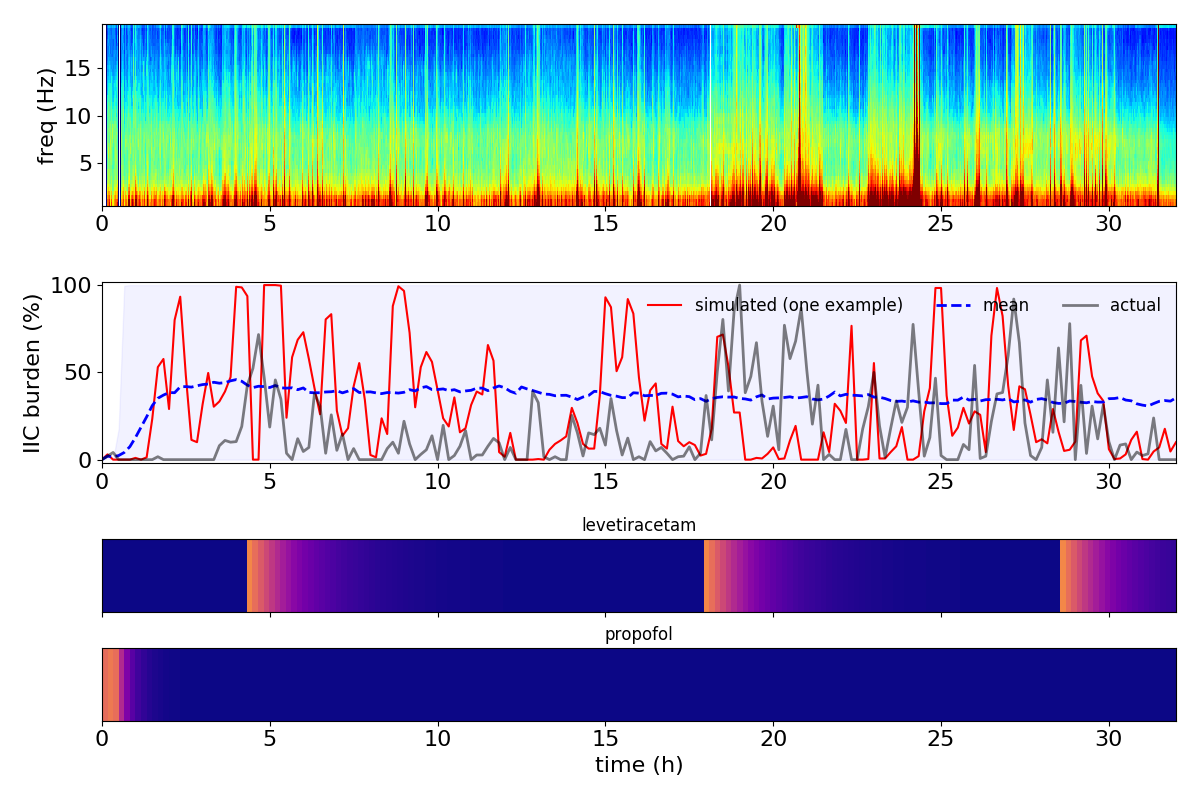 freq (Hz)
15
10
5
0 5 10 15 20 25 30
IIC burden (%)
100
50
0
simulated (one example) mean actual
0 5 10 15 20 25 30
levetiracetam
propofol
0 5 10 15 20 25 30
time (h)